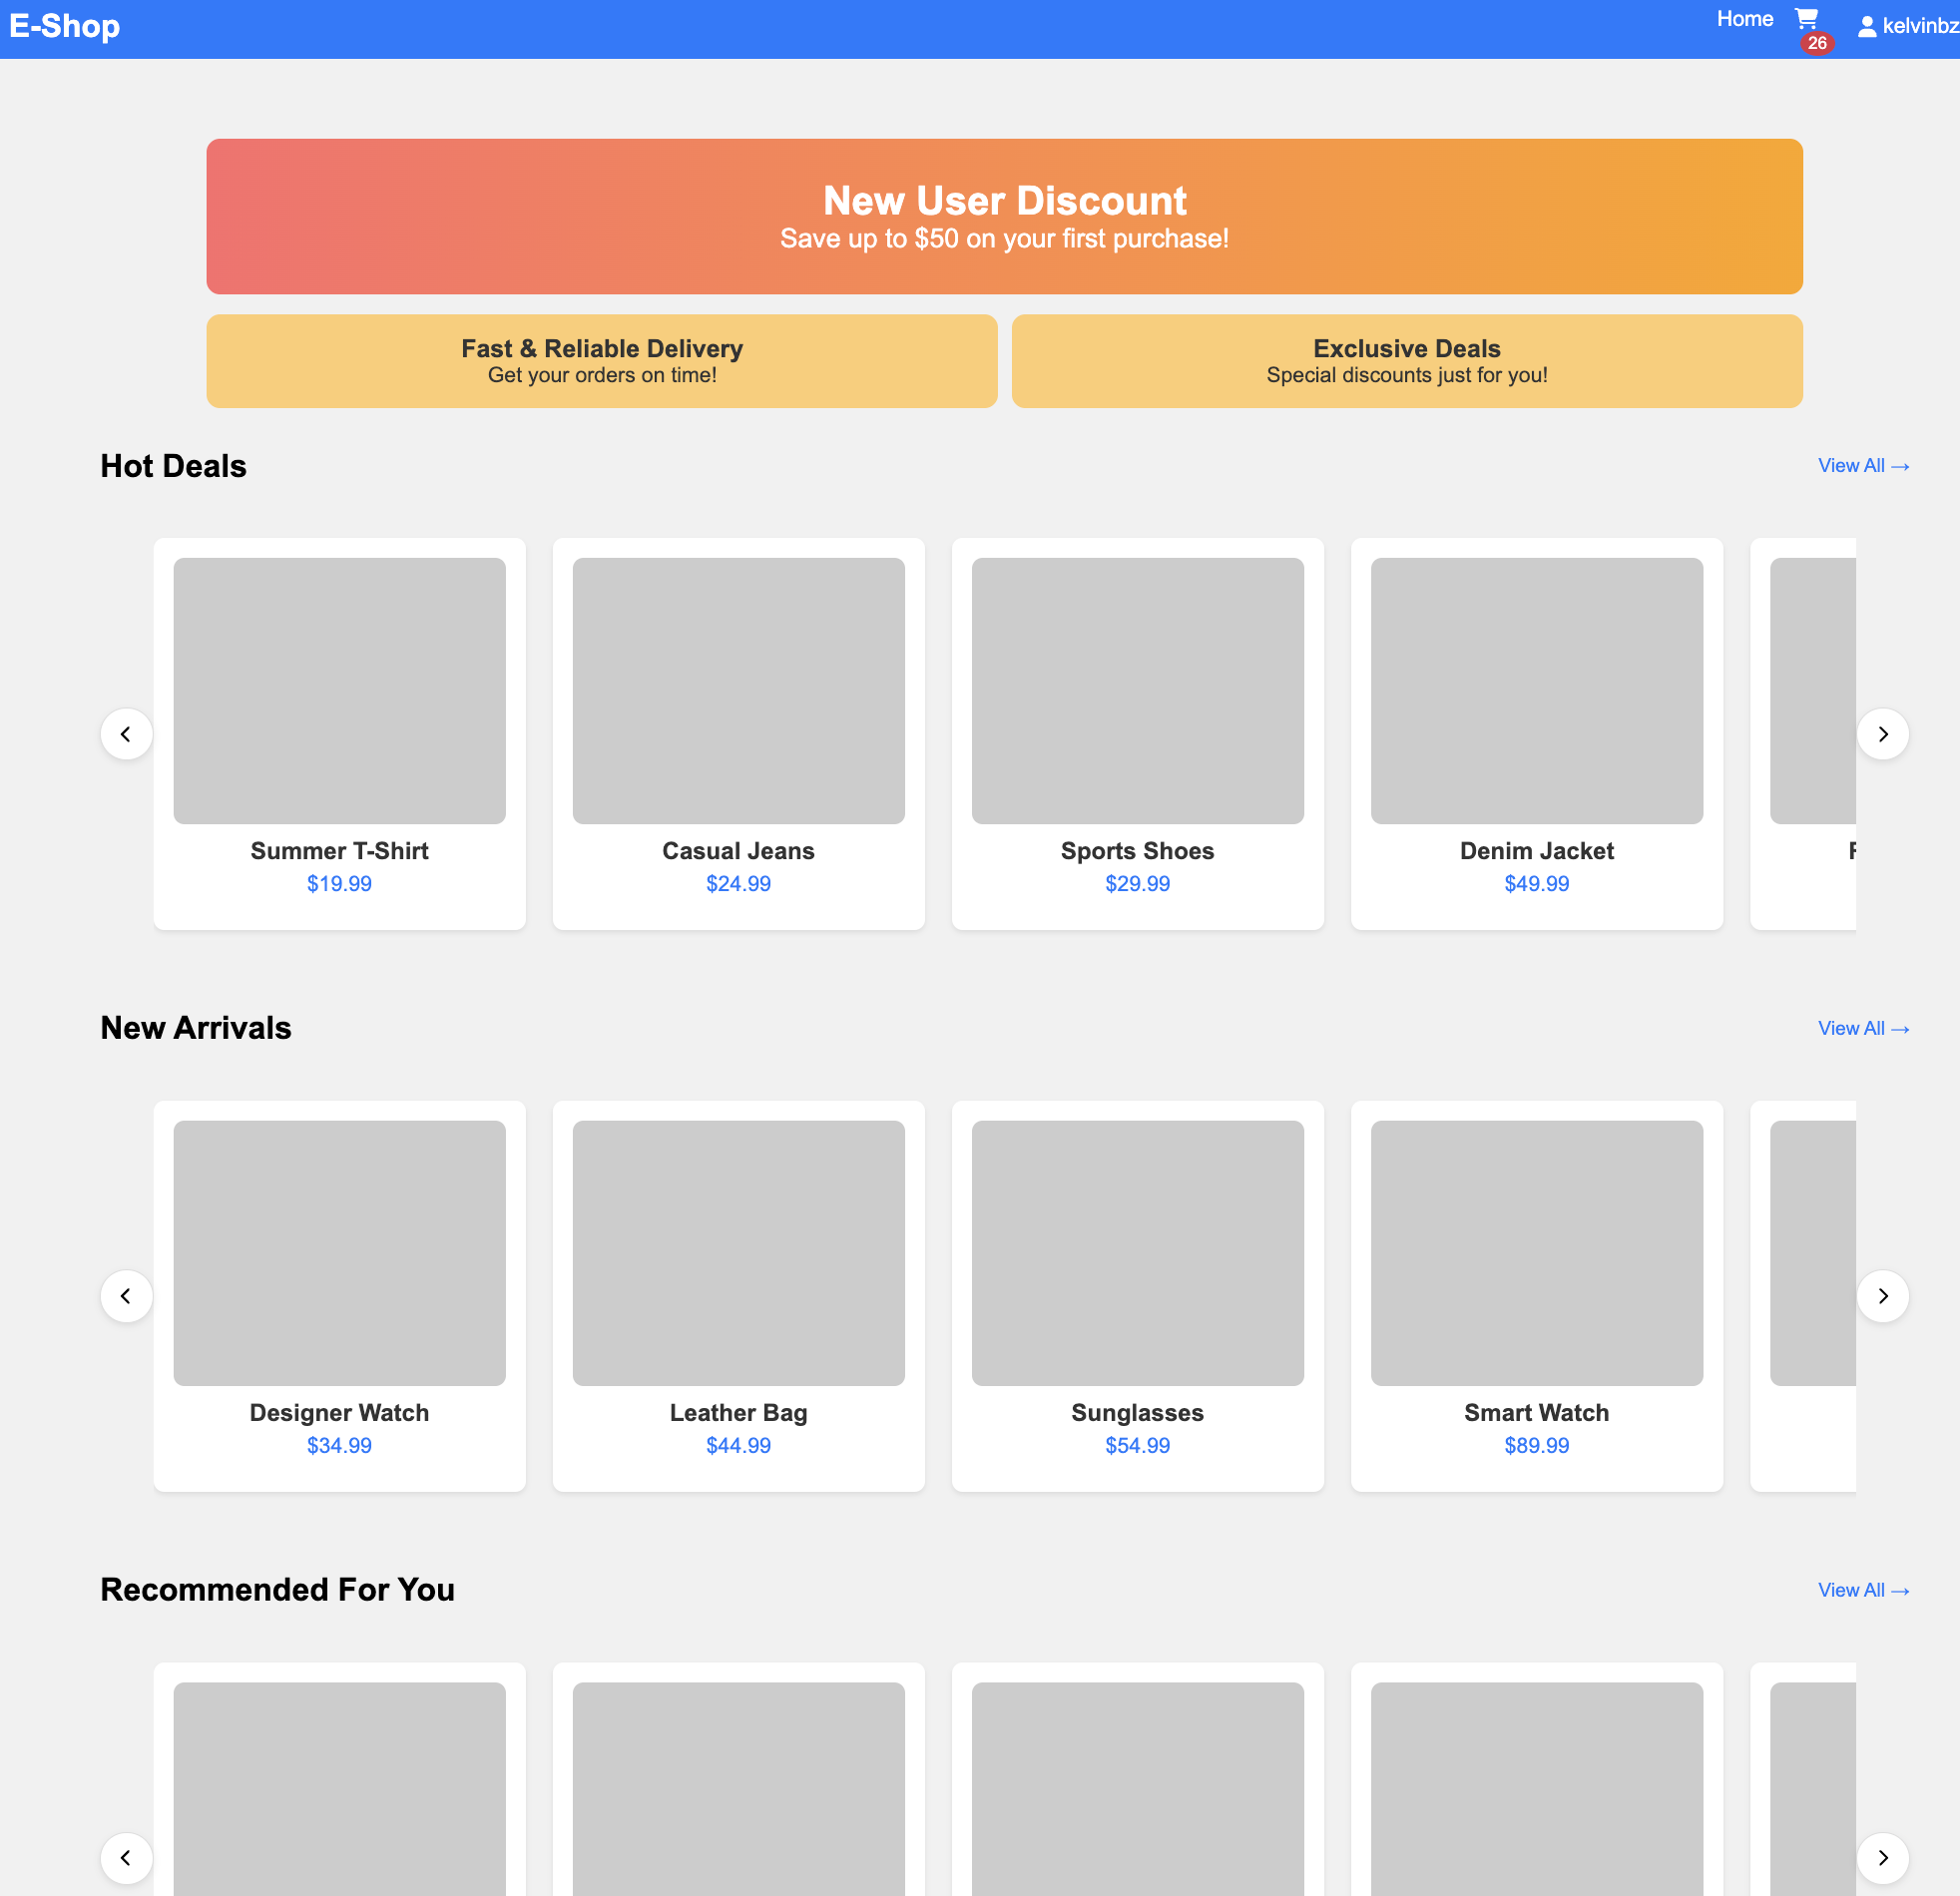 E-Shop
Home
26
kelvinbz
New User Discount
Save up to $50 on your first purchase!
Fast & Reliable Delivery
Get your orders on time!
Exclusive Deals
Special discounts just for you!
Hot Deals
View All →
Summer T-Shirt
$19.99
Casual Jeans
$24.99
Sports Shoes
$29.99
Denim Jacket
$49.99
New Arrivals
View All →
Designer Watch
$34.99
Leather Bag
$44.99
Sunglasses
$54.99
Smart Watch
$89.99
Recommended For You
View All →